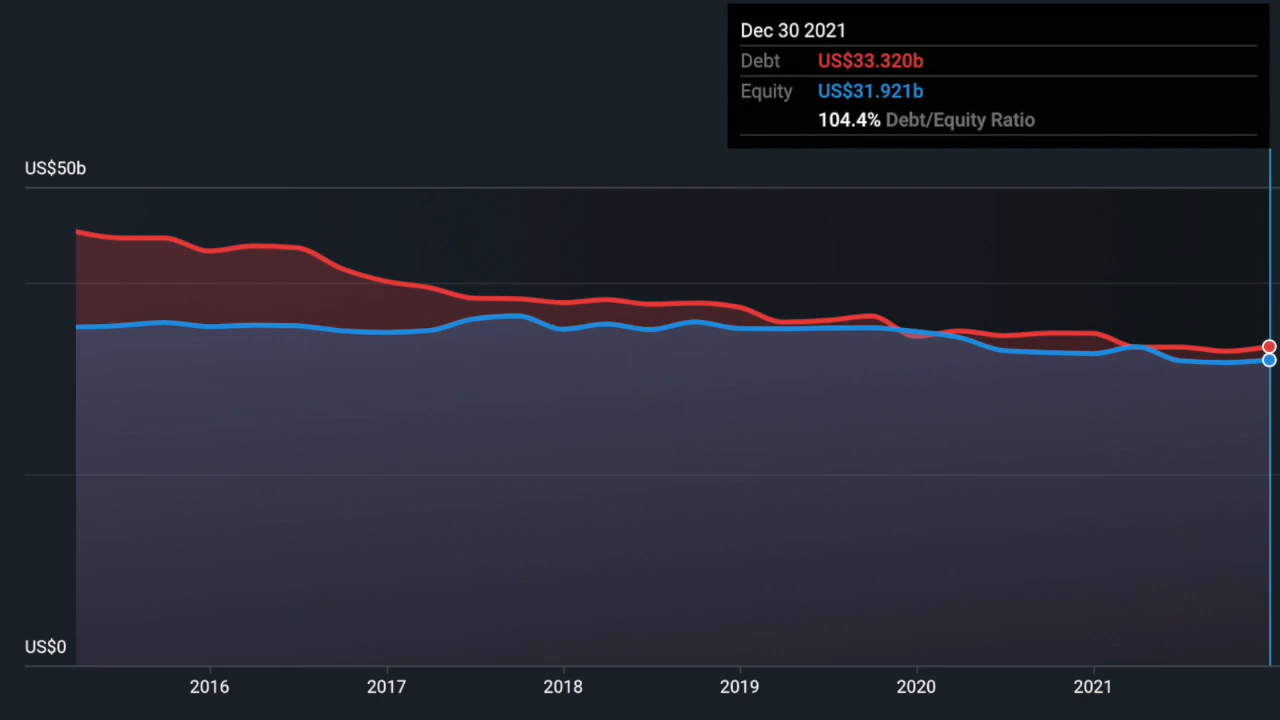 Dec 30 2021
Debt US$33.320b
Equity US$31.921b
104.4% Debt/Equity Ratio
US$50b
US$0
2016 2017 2018 2019 2020 2021